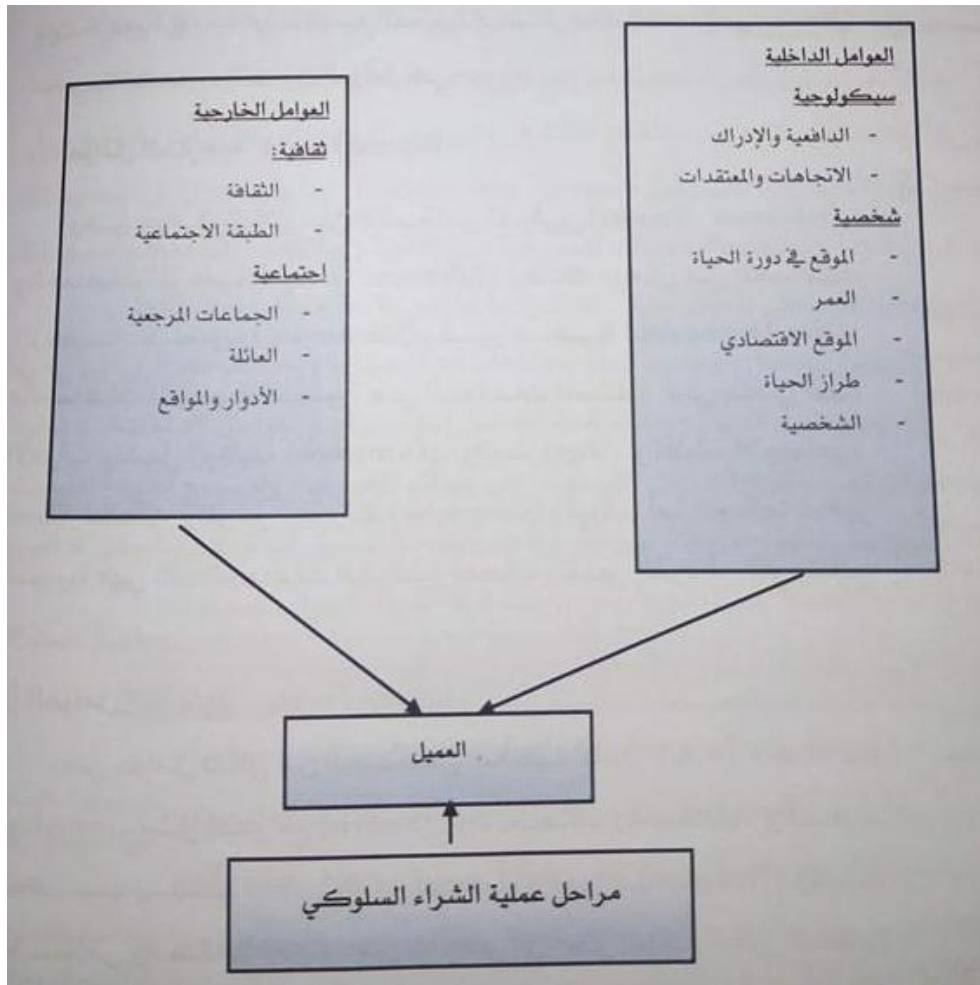 العوامل الداخلية
سيكولوجية
- الدافعية والإدراك
- الاتجاهات والمعتقدات
شخصية
- الموقع في دورة الحياة
- العمر
- الموقع الاقتصادي
- طراز الحياة
- الشخصية
العوامل الخارجية
ثقافية:
- الثقافة
- الطبقة الاجتماعية
اجتماعية
- الجماعات المرجعية
- العائلة
- الأدوار والمواقع
العميل
مراحل عملية الشراء السلوكي